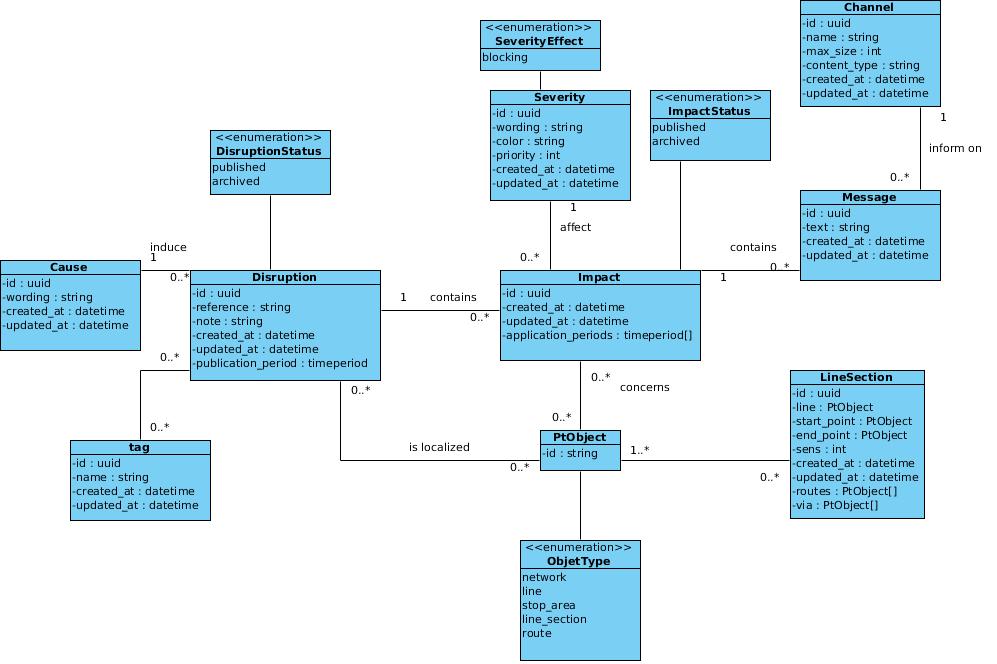 Channel
-id : uuid
-name : string
-max_size : int
-content_type : string
-created_at : datetime
-updated_at : datetime
<<enumeration>>
SeverityEffect
blocking
Severity
-id : uuid
-wording : string
-color : string
-priority : int
-created_at : datetime
-updated_at : datetime
<<enumeration>>
ImpactStatus
published
archived
1
inform on
0..*
<<enumeration>>
DisruptionStatus
published
archived
Message
-id : uuid
-text : string
-created_at : datetime
-updated_at : datetime
1
affect
0..*
contains
0..*
1
induce
1
0..*
Cause
-id : uuid
-wording : string
-created_at : datetime
-updated_at : datetime
Disruption
-id : uuid
-reference : string
-note : string
-created_at : datetime
-updated_at : datetime
-publication_period : timeperiod
1
contains
0..*
Impact
-id : uuid
-created_at : datetime
-updated_at : datetime
-application_periods : timeperiod[]
0..*
0..*
tag
-id : uuid
-name : string
-created_at : datetime
-updated_at : datetime
0..*
is localized
0..*
0..*
concerns
0..*
PtObject
-id : string
1..*
0..*
LineSection
-id : uuid
-line : PtObject
-start_point : PtObject
-end_point : PtObject
-sens : int
-created_at : datetime
-updated_at : datetime
-routes : PtObject[]
-via : PtObject[]
<<enumeration>>
ObjetType
network
line
stop_area
line_section
route